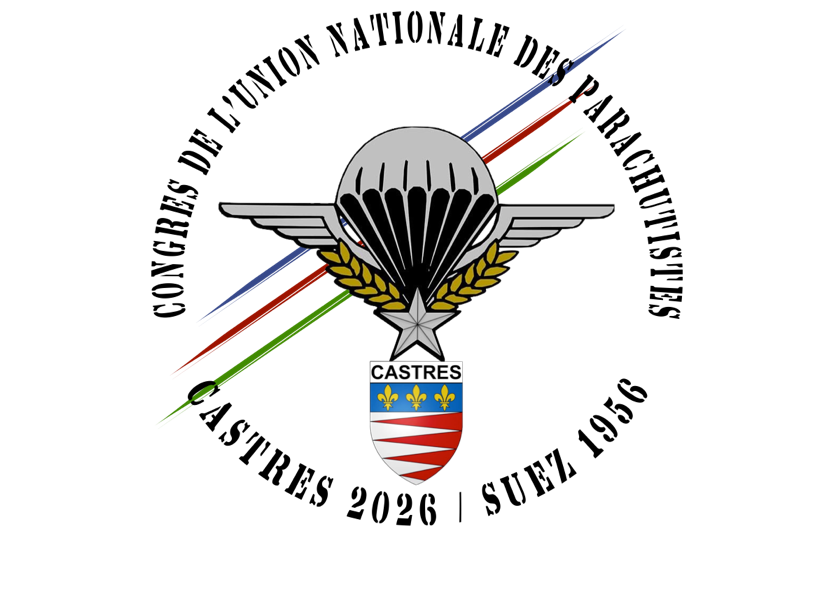 CONGRES DE L'UNION NATIONALE DES PARACHUTISTES
CASTRES
CASTRES 2026 | SUEZ 1956